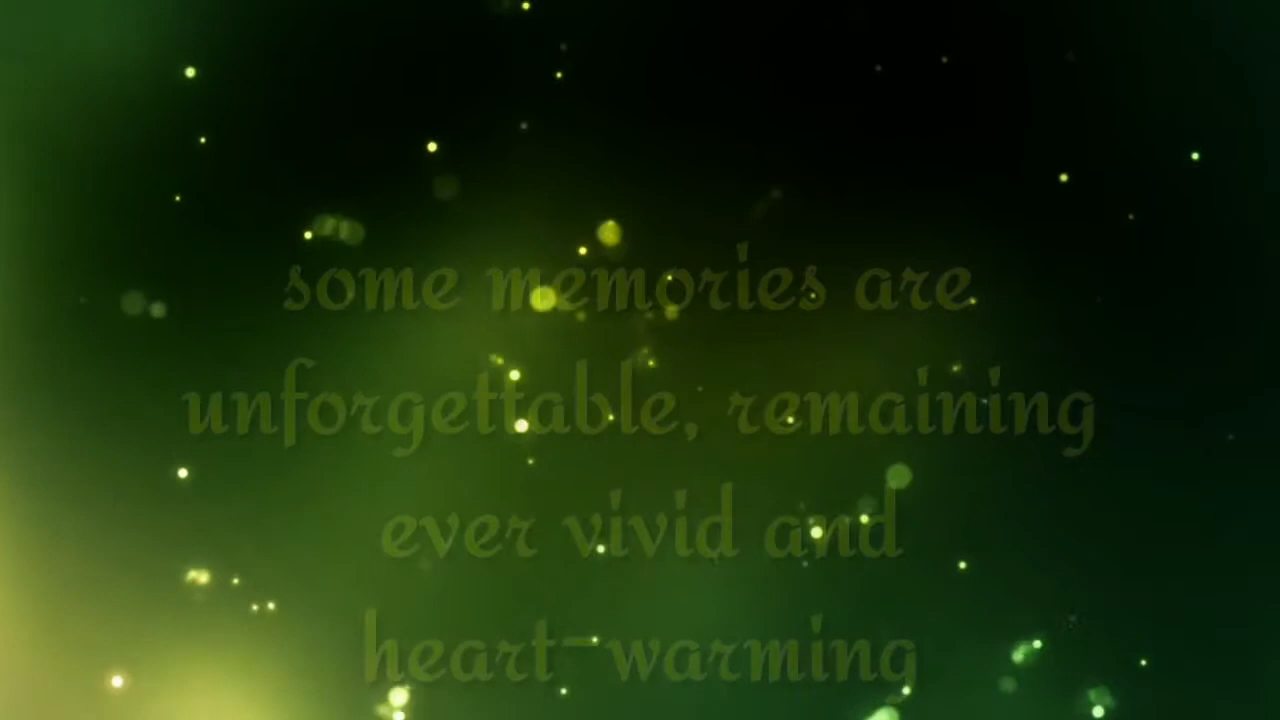 some memories are
unforgettable, remaining
ever vivid and
heart-warming